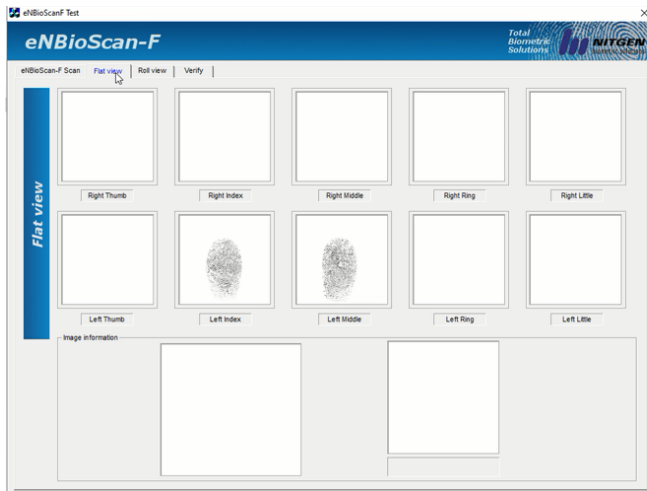 eNBioScanF Test
eNBioScan-F
Total
Biometric
Solutions
NITGEN
eNBioScan-F Scan Flat view Roll view Verify
Flat view
Right Thumb Right Index Right Middle Right Ring Right Little
Left Thumb Left Index Left Middle Left Ring Left Little
Image information